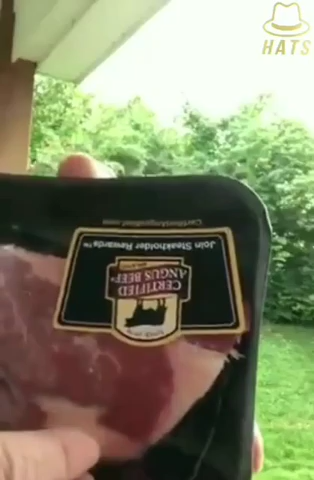 HATS
CERTIFIED
ANGUS BEEF®
Join Steakholder Rewards™
CertifiedAngusBeef.com